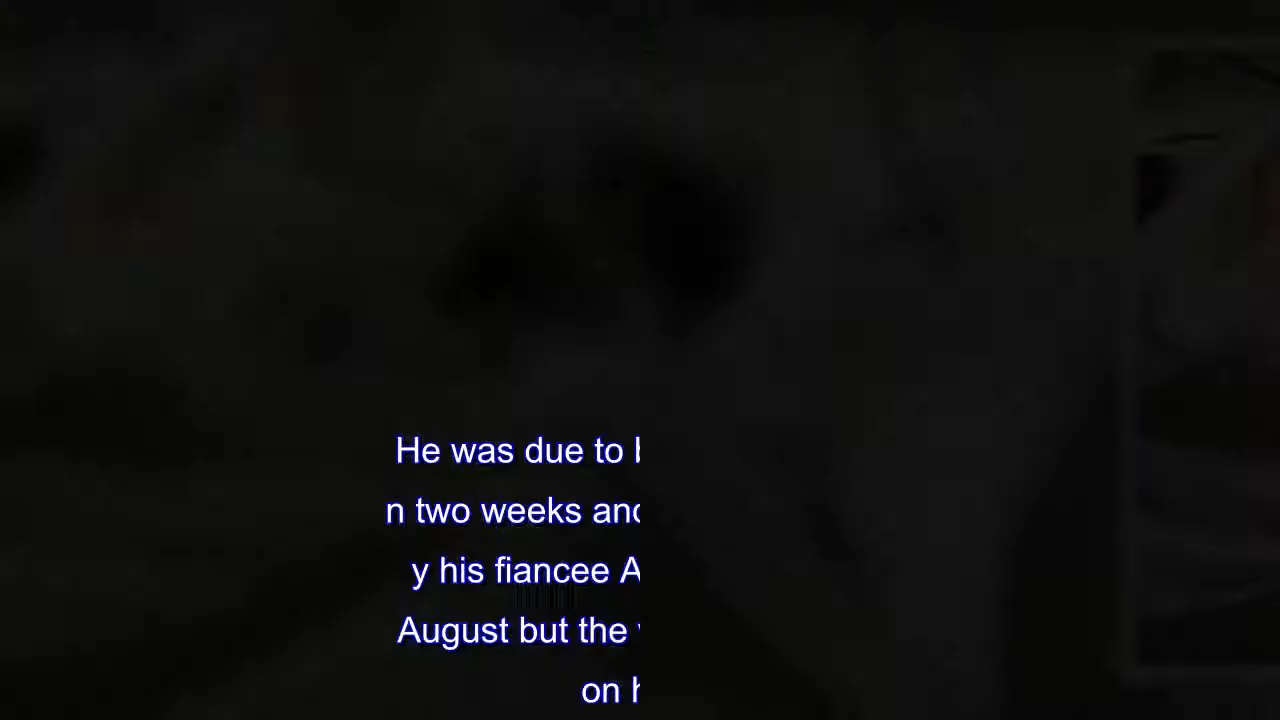 He was due to
n two weeks and
y his fiancee A
August but the
on